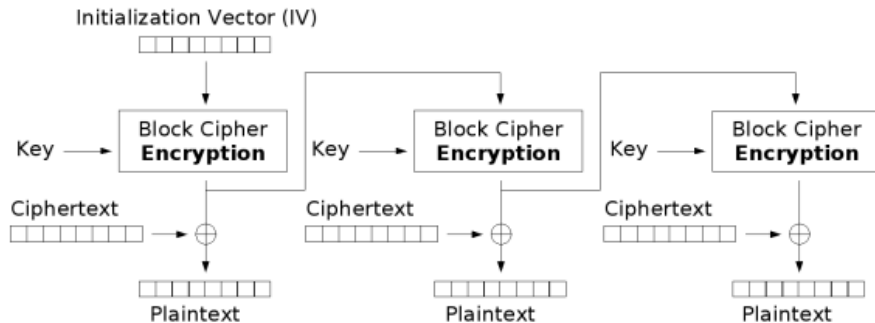 Initialization Vector (IV)
Block Cipher
Encryption
Block Cipher
Encryption
Block Cipher
Encryption
Key
Key
Key
Ciphertext
Ciphertext
Ciphertext
Plaintext
Plaintext
Plaintext